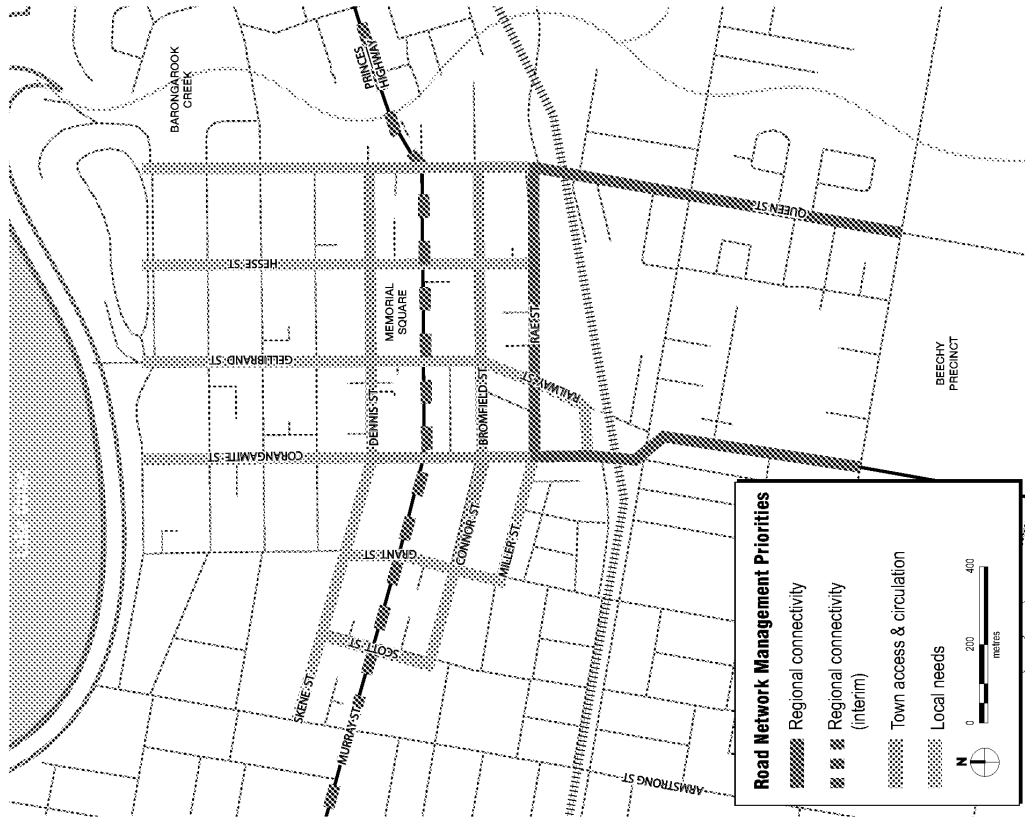 BARONGAROOK
CREEK
PRINCES
HIGHWAY
HESSE ST.
MEMORIAL
SQUARE
GELLIBRAND ST.
DENNIS ST.
CORANGAMITE ST.
BROMFIELD ST.
RAILWAY ST.
RAE ST.
QUEEN ST.
GRANT ST.
CONNOR ST.
MILLER ST.
SCOTT ST.
SKENE ST.
MURRAY ST.
ARMSTRONG ST
BEECHY
PRECINCT
Road Network Management Priorities
Regional connectivity
Regional connectivity
(interim)
Town access & circulation
Local needs
N
0 200 400
metres